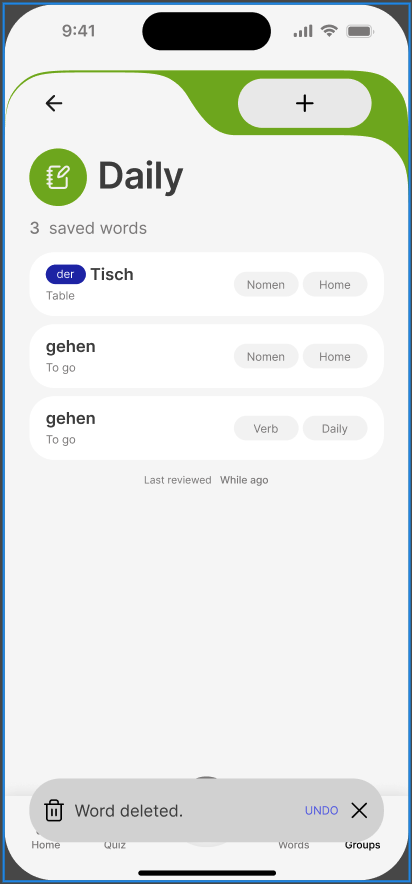 9:41
Daily
3 saved words
der Tisch
Table
Nomen Home
gehen
To go
Nomen Home
gehen
To go
Verb Daily
Last reviewed While ago
Word deleted. UNDO
Home Quiz Words Groups